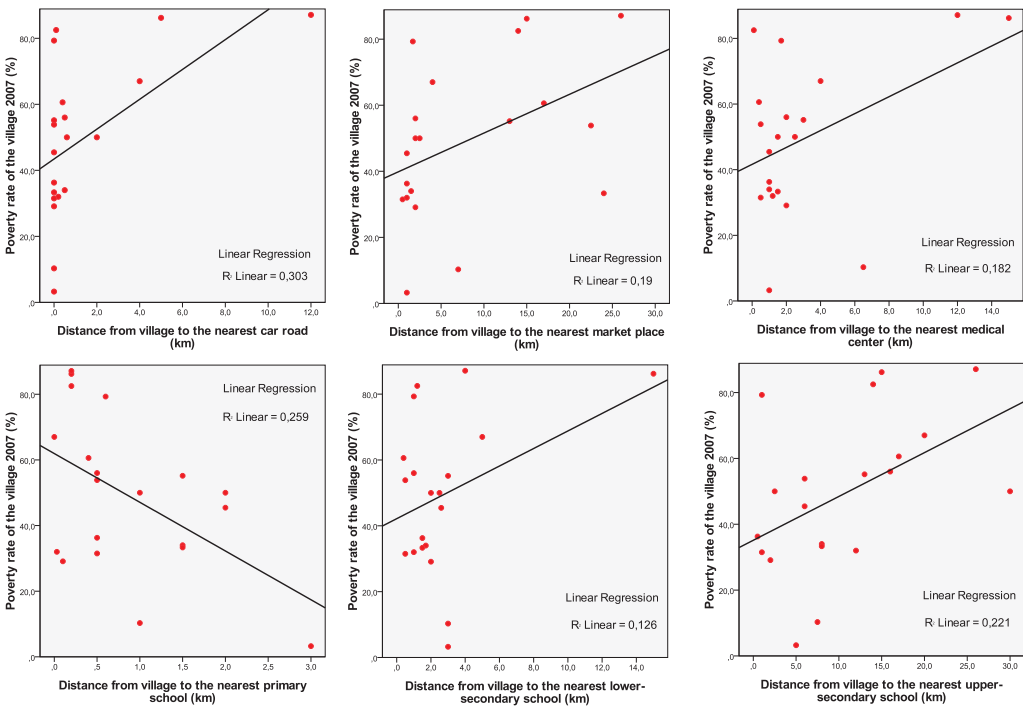 Poverty rate of the village 2007 (%)
80,0
60,0
40,0
20,0
,0
Linear Regression
R² Linear = 0,303
,0 2,0 4,0 6,0 8,0 10,0 12,0
Distance from village to the nearest car road
(km)
Poverty rate of the village 2007 (%)
80,0
60,0
40,0
20,0
,0
Linear Regression
R² Linear = 0,19
,0 5,0 10,0 15,0 20,0 25,0 30,0
Distance from village to the nearest market place
(km)
Poverty rate of the village 2007 (%)
80,0
60,0
40,0
20,0
,0
Linear Regression
R² Linear = 0,182
,0 2,0 4,0 6,0 8,0 10,0 12,0 14,0
Distance from village to the nearest medical
center (km)
Poverty rate of the village 2007 (%)
80,0
60,0
40,0
20,0
,0
Linear Regression
R² Linear = 0,259
,0 ,5 1,0 1,5 2,0 2,5 3,0
Distance from village to the nearest primary
school (km)
Poverty rate of the village 2007 (%)
80,0
60,0
40,0
20,0
,0
Linear Regression
R² Linear = 0,126
,0 2,0 4,0 6,0 8,0 10,0 12,0 14,0
Distance from village to the nearest lower-
secondary school (km)
Poverty rate of the village 2007 (%)
80,0
60,0
40,0
20,0
,0
Linear Regression
R² Linear = 0,221
,0 5,0 10,0 15,0 20,0 25,0 30,0
Distance from village to the nearest upper-
secondary school (km)